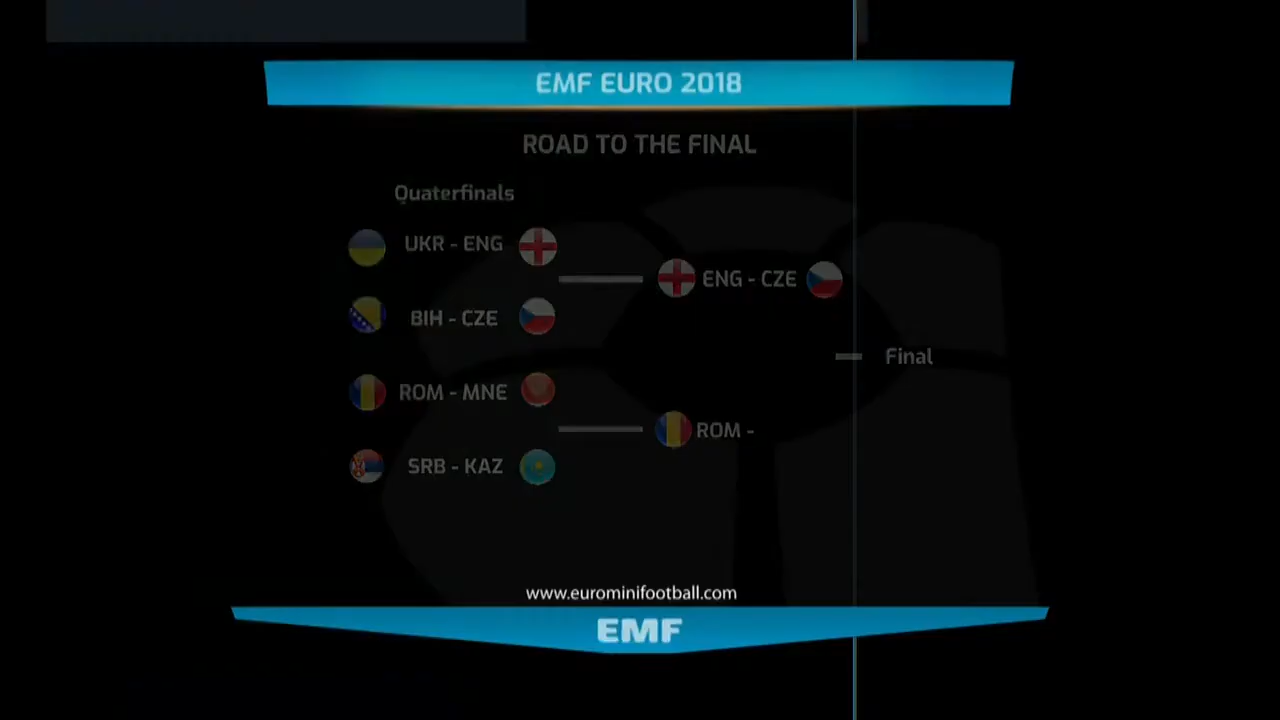 EMF EURO 2018
ROAD TO THE FINAL
Quaterfinals
UKR - ENG
ENG - CZE
BIH - CZE
Final
ROM - MNE
ROM -
SRB - KAZ
www.eurominifootball.com
EMF